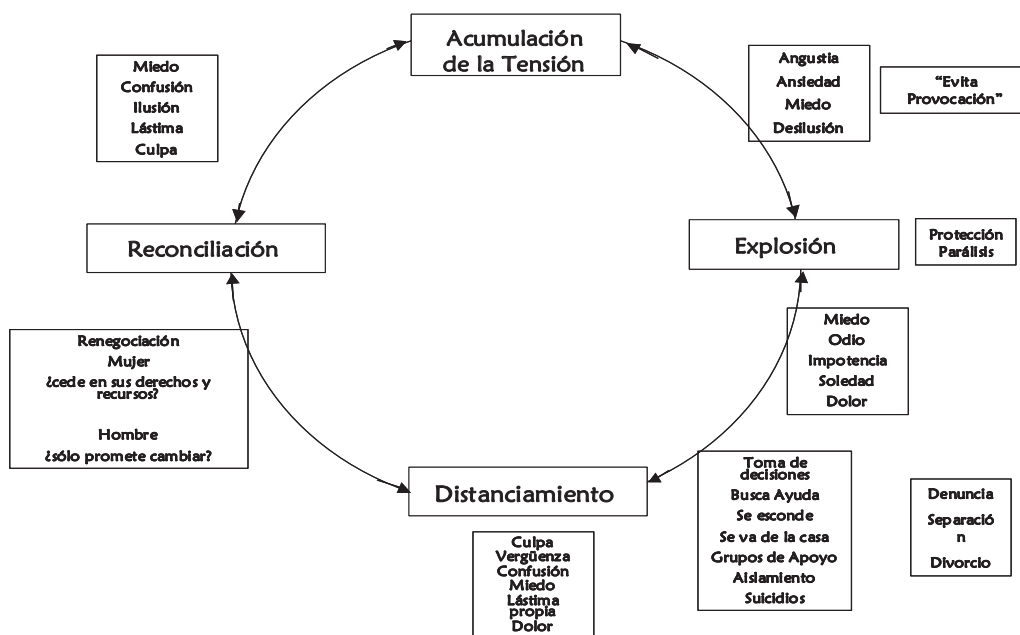 Acumulación
de la Tensión
Miedo
Confusión
Ilusión
Lástima
Culpa
Angustia
Ansiedad
Miedo
Desilusión
“Evita
Provocación”
Reconciliación
Explosión
Protección
Parálisis
Renegociación
Mujer
¿cede en sus derechos y
recursos?
Hombre
¿sólo promete cambiar?
Miedo
Odio
Impotencia
Soledad
Dolor
Distanciamiento
Toma de
decisiones
Busca Ayuda
Se esconde
Se va de la casa
Grupos de Apoyo
Aislamiento
Suicidios
Denuncia
Separació
n
Divorcio
Culpa
Vergüenza
Confusión
Miedo
Lástima
propia
Dolor